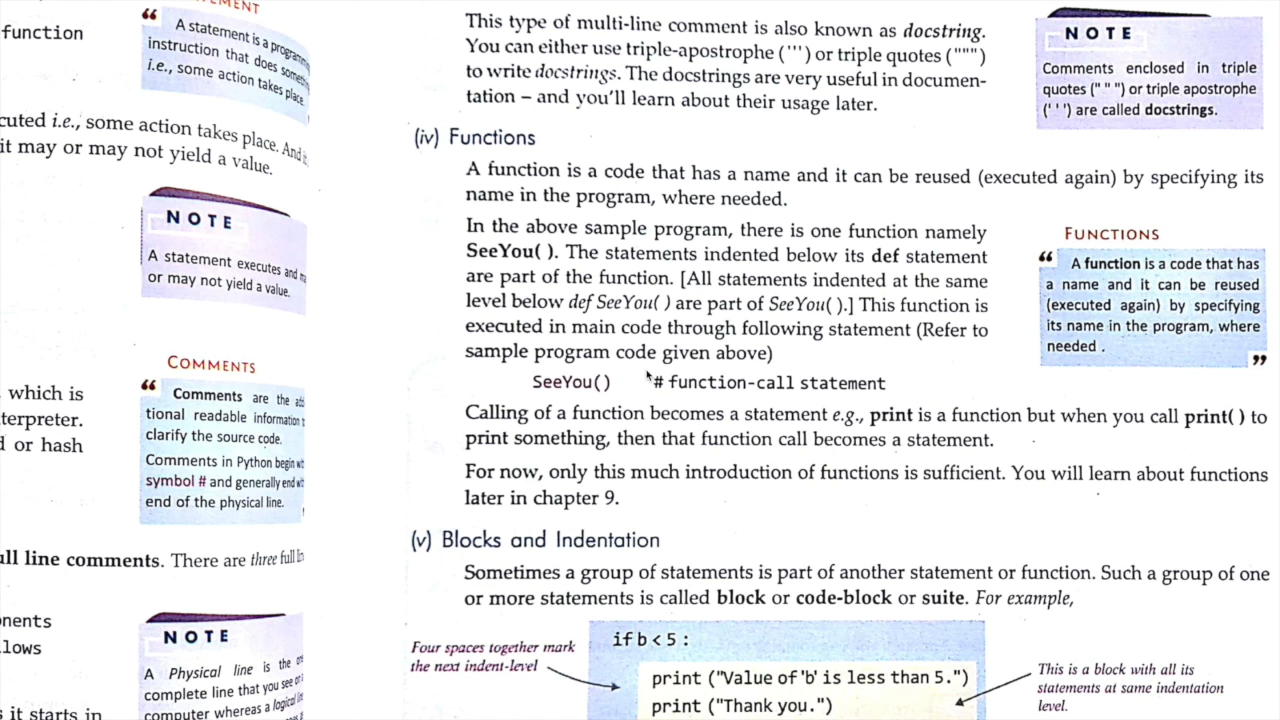 EMENT
❝ A statement is a
instruction that does
i.e., some action takes place.
function
cuted i.e., some action takes place. And
it may or may not yield a value.
NOTE
A statement executes and
or may not yield a value.
COMMENTS
❝ Comments are the
tional readable information
clarify the source code.
Comments in Python begin
symbol # and generally end
end of the physical line.
, which is
terpreter.
d or hash
ull line comments. There are three full
nents
lows
NOTE
A Physical line is the
complete line that you see
computer whereas a logical
s it starts in
This type of multi-line comment is also known as docstring.
You can either use triple-apostrophe (''') or triple quotes (""")
to write docstrings. The docstrings are very useful in documen-
tation – and you'll learn about their usage later.
NOTE
Comments enclosed in triple
quotes (" " ") or triple apostrophe
(' ' ') are called docstrings.
(iv) Functions
A function is a code that has a name and it can be reused (executed again) by specifying its
name in the program, where needed.
In the above sample program, there is one function namely
SeeYou( ). The statements indented below its def statement
are part of the function. [All statements indented at the same
level below def SeeYou( ) are part of SeeYou( ).] This function is
executed in main code through following statement (Refer to
sample program code given above)
FUNCTIONS
❝ A function is a code that has
a name and it can be reused
(executed again) by specifying
its name in the program, where
needed . ❞
SeeYou() # function-call statement
Calling of a function becomes a statement e.g., print is a function but when you call print( ) to
print something, then that function call becomes a statement.
For now, only this much introduction of functions is sufficient. You will learn about functions
later in chapter 9.
(v) Blocks and Indentation
Sometimes a group of statements is part of another statement or function. Such a group of one
or more statements is called block or code-block or suite. For example,
Four spaces together mark
the next indent-level
if b < 5 :
print ("Value of 'b' is less than 5.")
print ("Thank you.")
This is a block with all its
statements at same indentation
level.